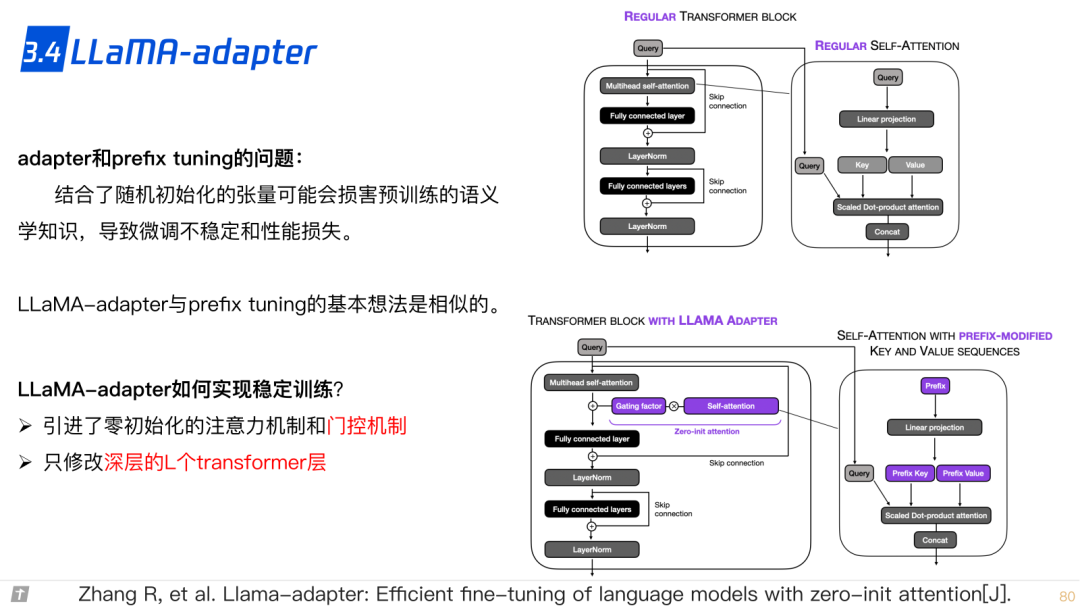 3.4 LLaMA-adapter
adapter和prefix tuning的问题：
结合了随机初始化的张量可能会损害预训练的语义
学知识，导致微调不稳定和性能损失。
LLaMA-adapter与prefix tuning的基本想法是相似的。
LLaMA-adapter如何实现稳定训练?
➢ 引进了零初始化的注意力机制和门控机制
➢ 只修改深层的L个transformer层
REGULAR TRANSFORMER BLOCK
Query
Multihead self-attention
Skip
connection
Fully connected layer
+
LayerNorm
Fully connected layers
Skip
connection
+
LayerNorm
REGULAR SELF-ATTENTION
Query
Linear projection
Query
Key
Value
Scaled Dot-product attention
Concat
TRANSFORMER BLOCK WITH LLAMA ADAPTER
Query
Multihead self-attention
+
Gating factor
×
Self-attention
Zero-init attention
Fully connected layer
+
Skip connection
LayerNorm
Fully connected layers
Skip
connection
+
LayerNorm
SELF-ATTENTION WITH PREFIX-MODIFIED
KEY AND VALUE SEQUENCES
Prefix
Linear projection
Query
Prefix Key
Prefix Value
Scaled Dot-product attention
Concat
Zhang R, et al. Llama-adapter: Efficient fine-tuning of language models with zero-init attention[J].
80